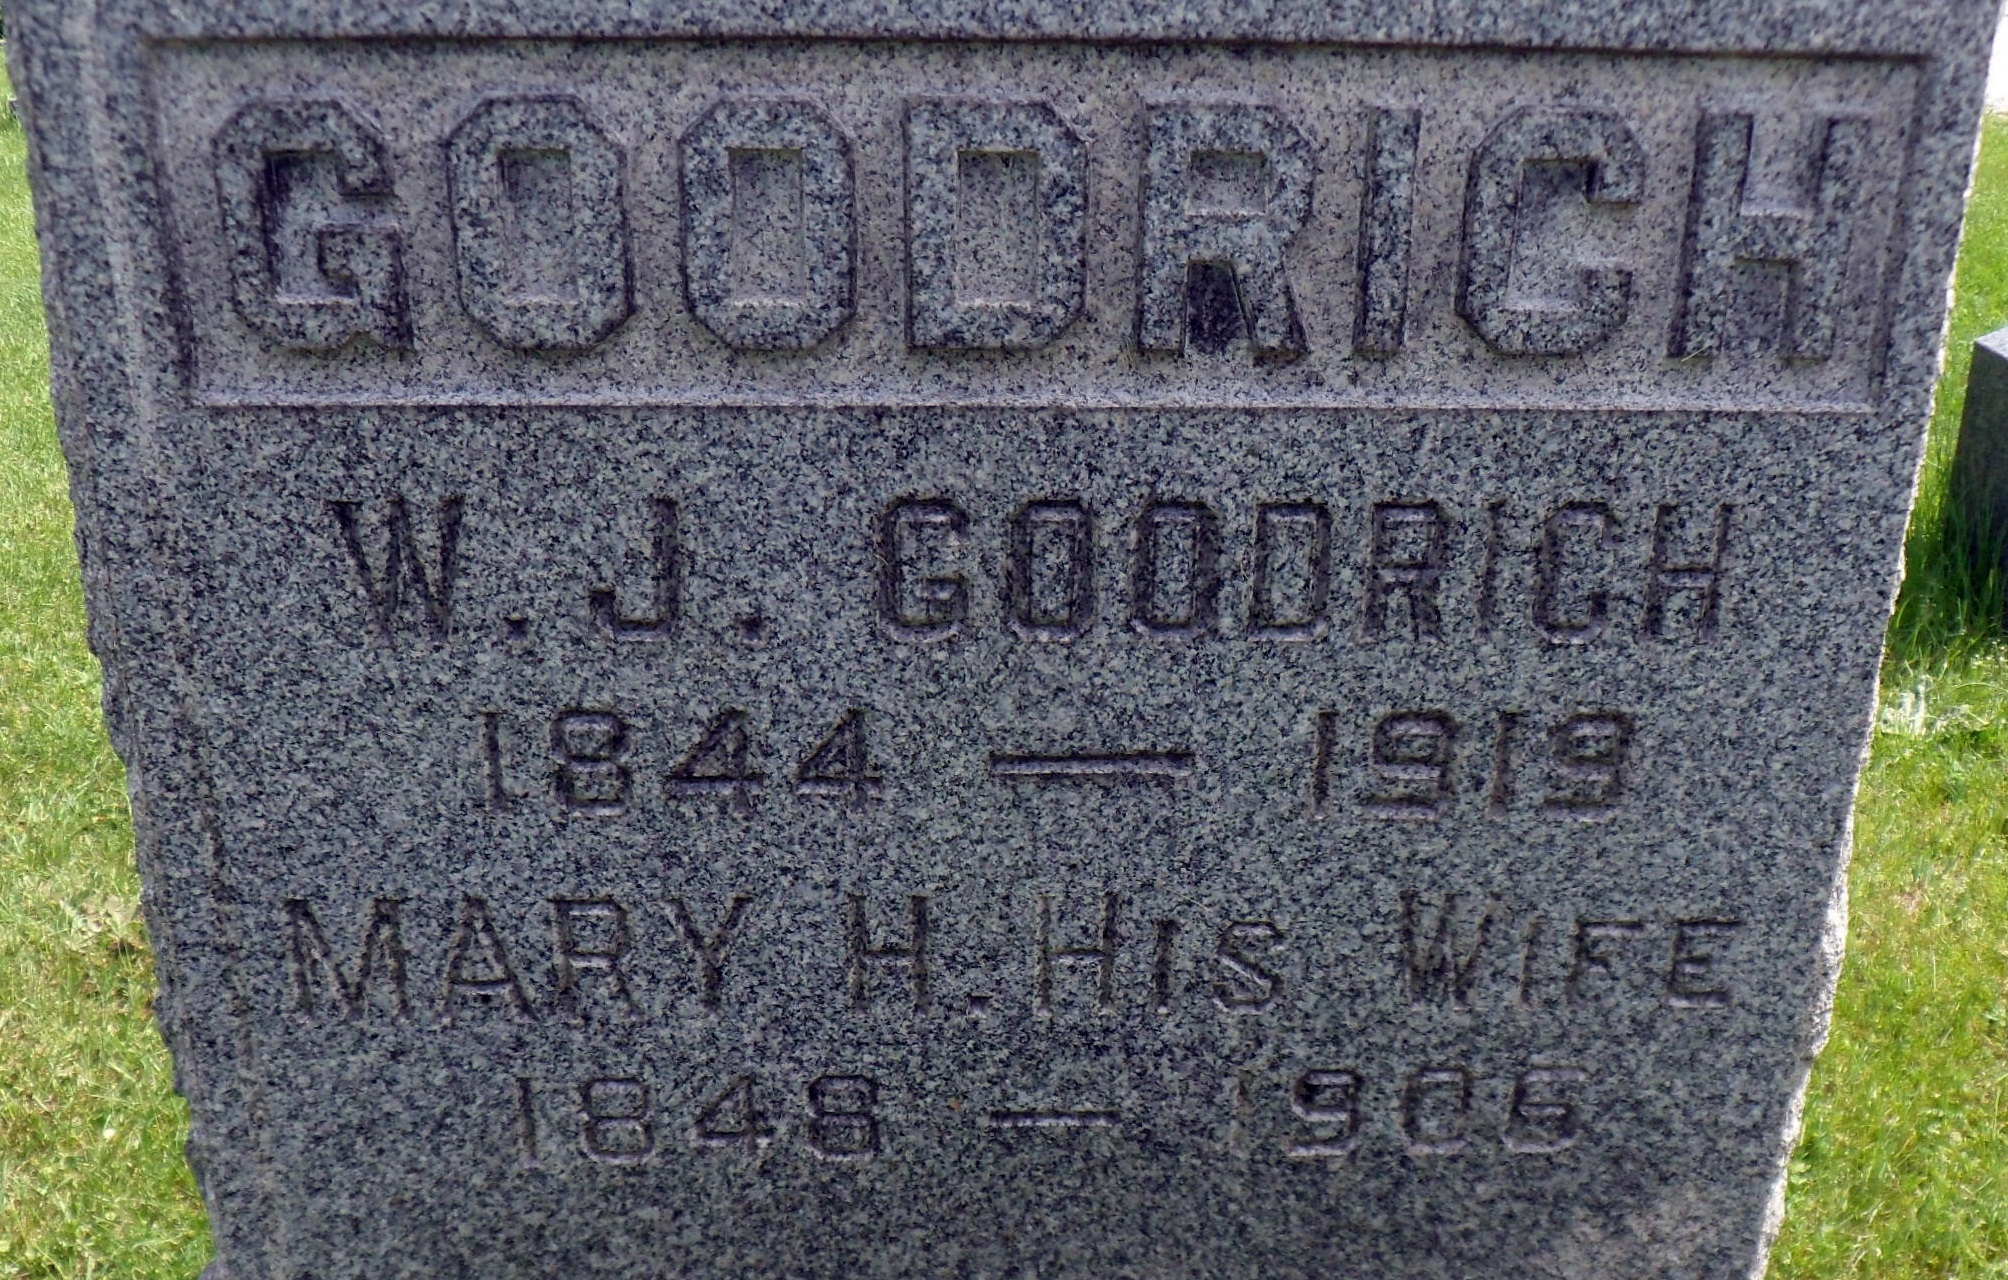 GOODRICH
W. J. GOODRICH
1844 — 1919
MARY H. HIS WIFE
1848 — 1906